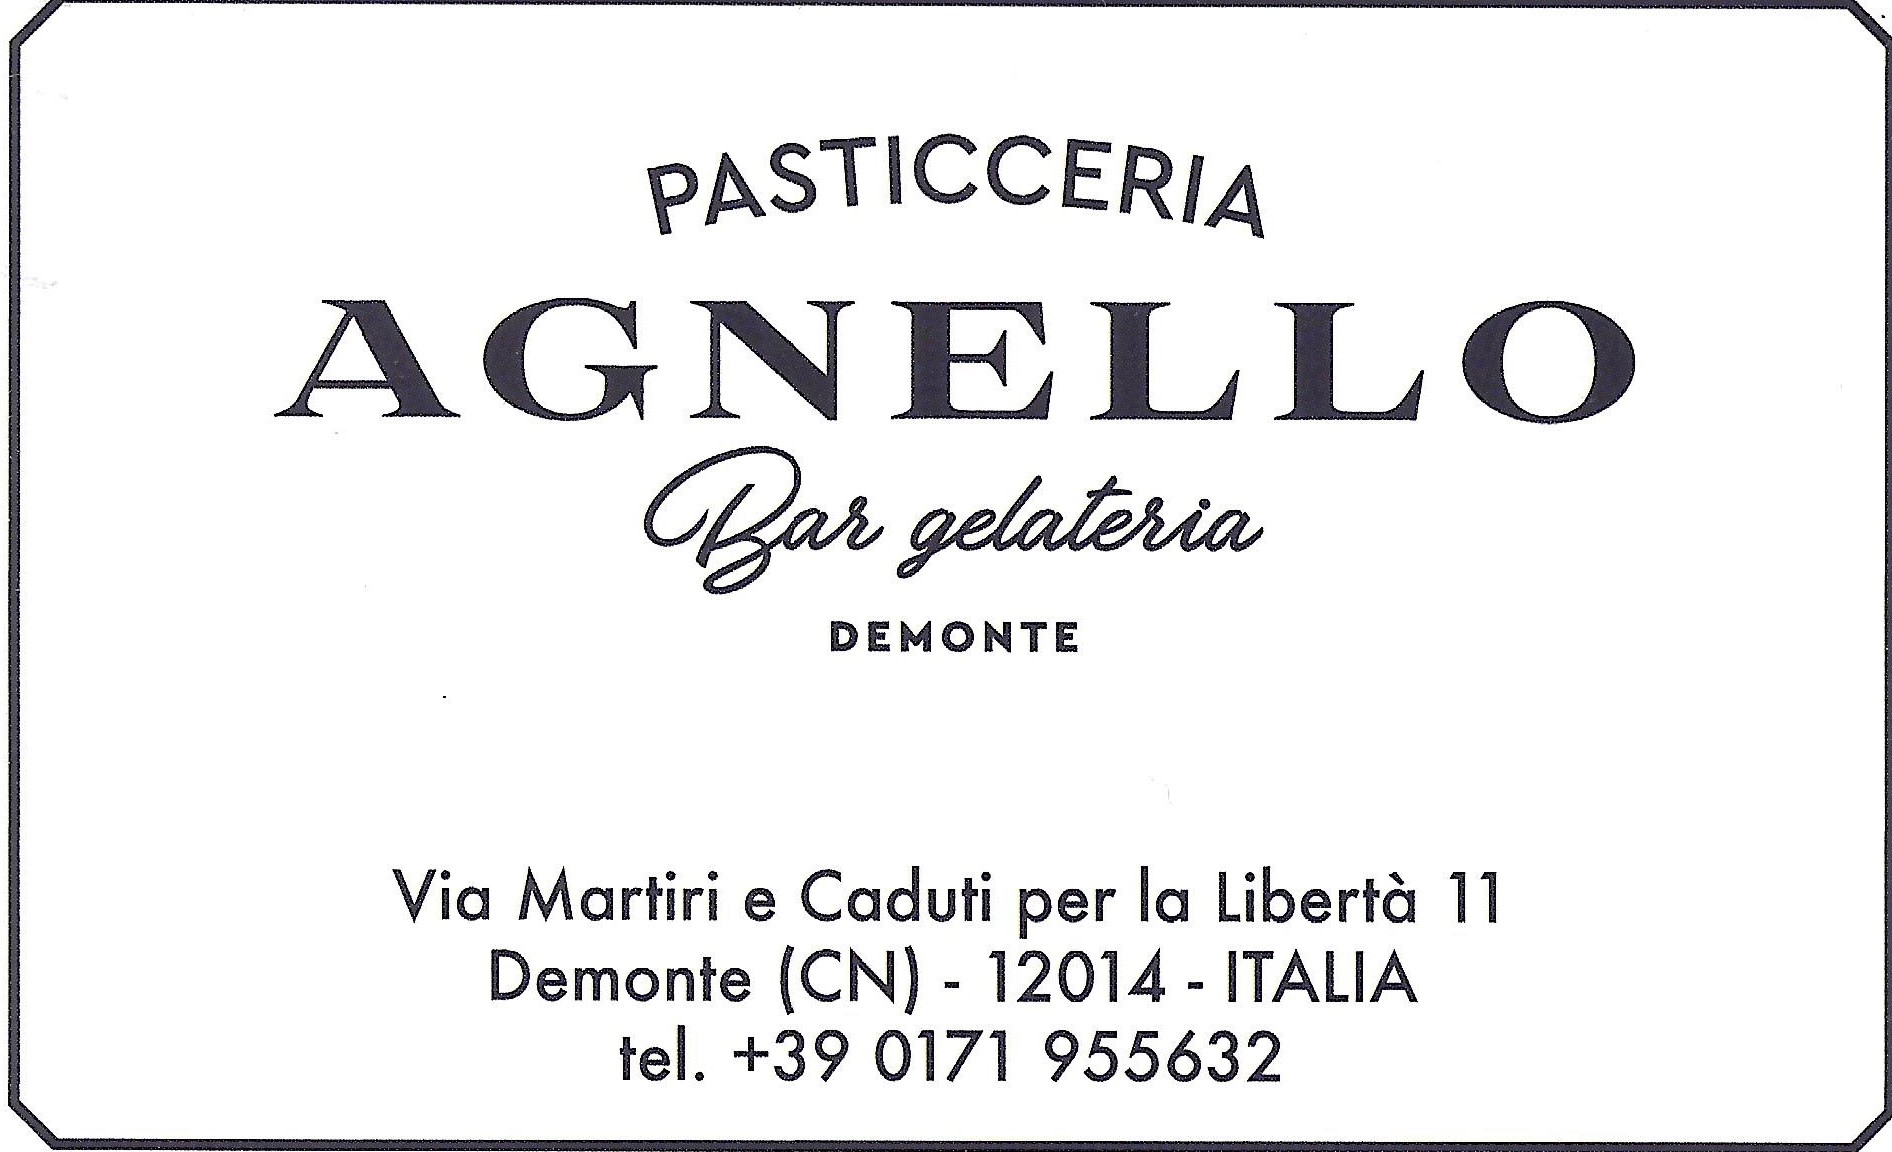 PASTICCERIA
AGNELLO
Bar gelateria
DEMONTE
Via Martiri e Caduti per la Libertà 11
Demonte (CN) - 12014 - ITALIA
tel. +39 0171 955632